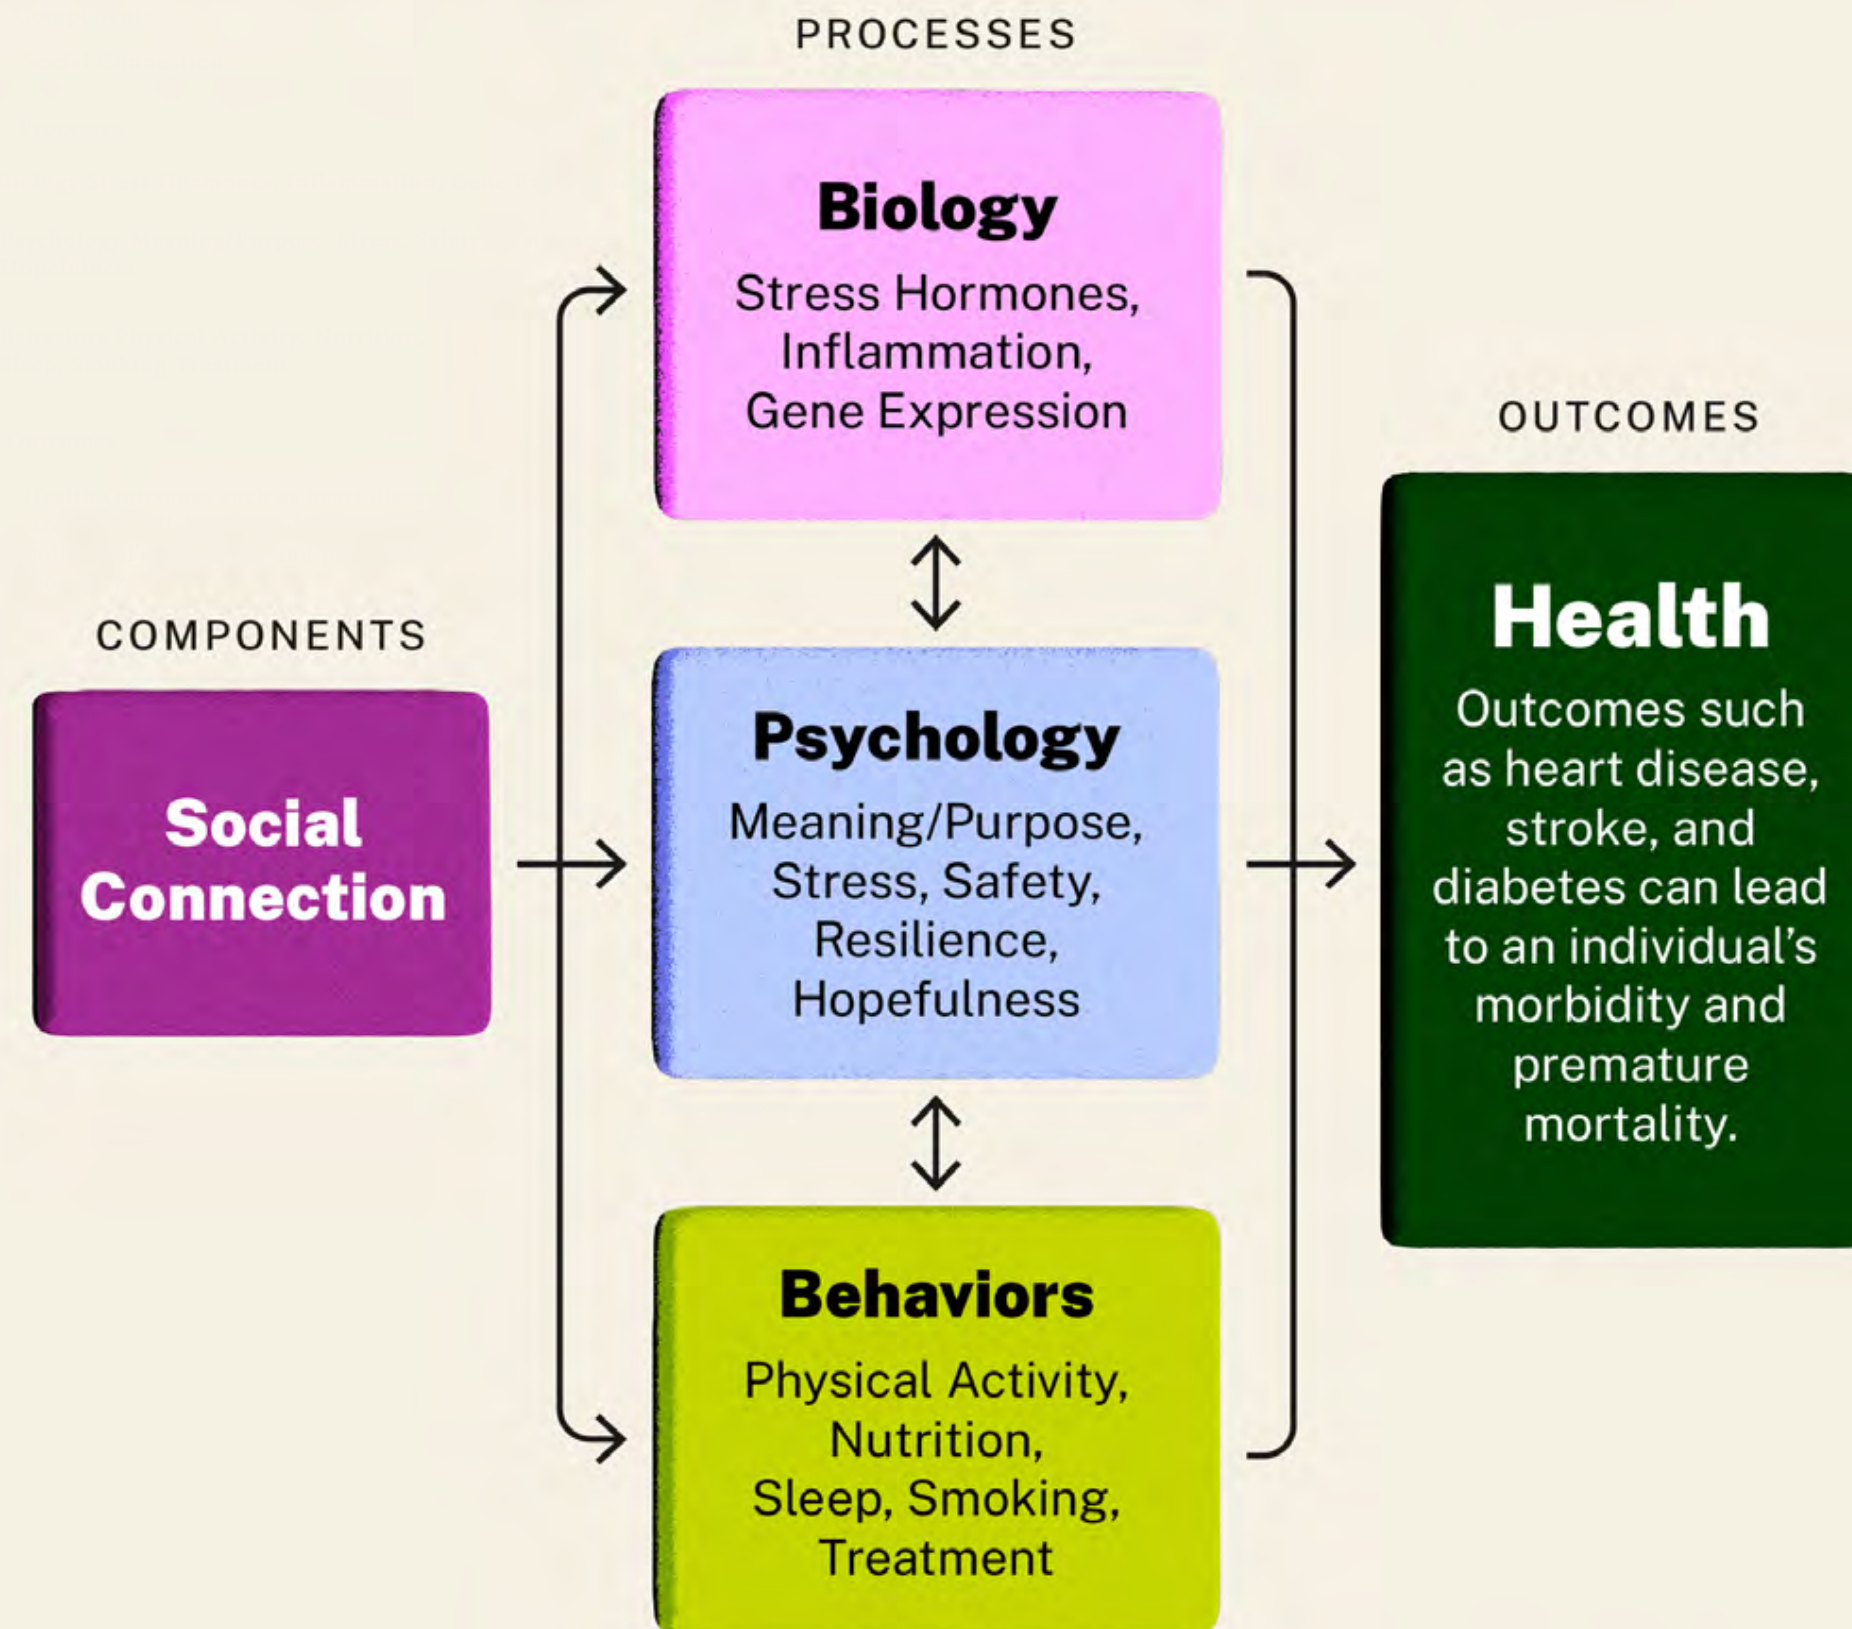 PROCESSES
Biology
Stress Hormones,
Inflammation,
Gene Expression
COMPONENTS
Social
Connection
Psychology
Meaning/Purpose,
Stress, Safety,
Resilience,
Hopefulness
Behaviors
Physical Activity,
Nutrition,
Sleep, Smoking,
Treatment
OUTCOMES
Health
Outcomes such
as heart disease,
stroke, and
diabetes can lead
to an individual’s
morbidity and
premature
mortality.